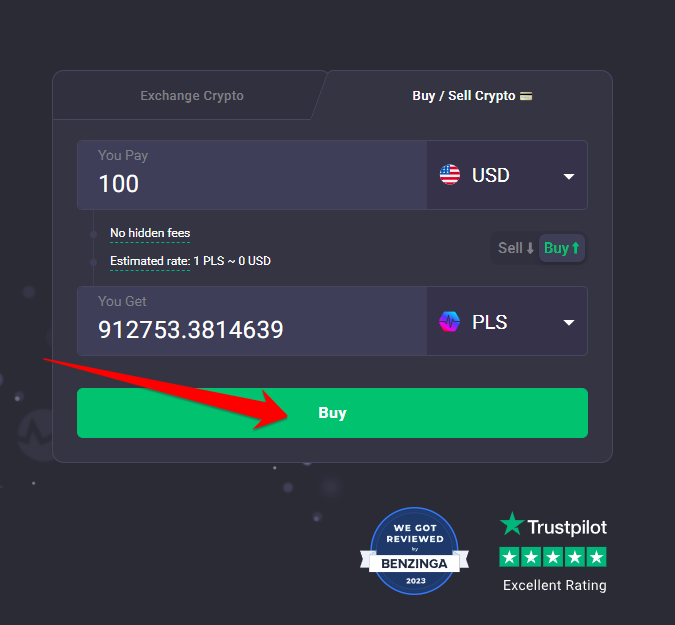 Exchange Crypto
Buy / Sell Crypto
You Pay
100
USD
No hidden fees
Estimated rate: 1 PLS ~ 0 USD
Sell ↓ Buy ↑
You Get
912753.3814639
PLS
Buy
WE GOT
REVIEWED
by
BENZINGA
2023
Trustpilot
Excellent Rating